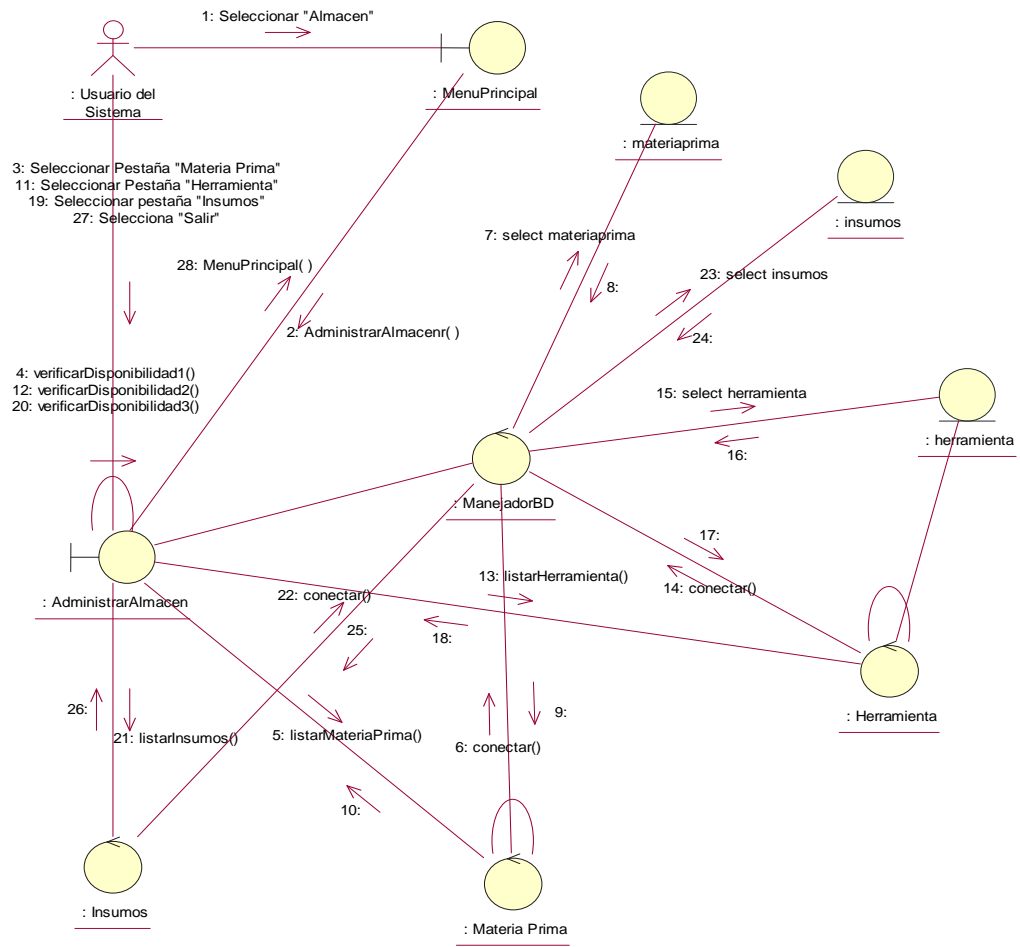 1: Seleccionar "Almacen"
: Usuario del
Sistema
: MenuPrincipal
: materiaprima
3: Seleccionar Pestaña "Materia Prima"
11: Seleccionar Pestaña "Herramienta"
19: Seleccionar pestaña "Insumos"
27: Selecciona "Salir"
: insumos
7: select materiaprima
28: MenuPrincipal( )
23: select insumos
8:
2: AdministrarAlmacenr( )
24:
4: verificarDisponibilidad1()
12: verificarDisponibilidad2()
20: verificarDisponibilidad3()
15: select herramienta
: herramienta
16:
: ManejadorBD
17:
13: listarHerramienta()
14: conectar()
: AdministrarAlmacen
22: conectar()
25:
18:
26:
21: listarInsumos()
5: listarMateriaPrima()
9:
6: conectar()
: Herramienta
10:
: Insumos
: Materia Prima